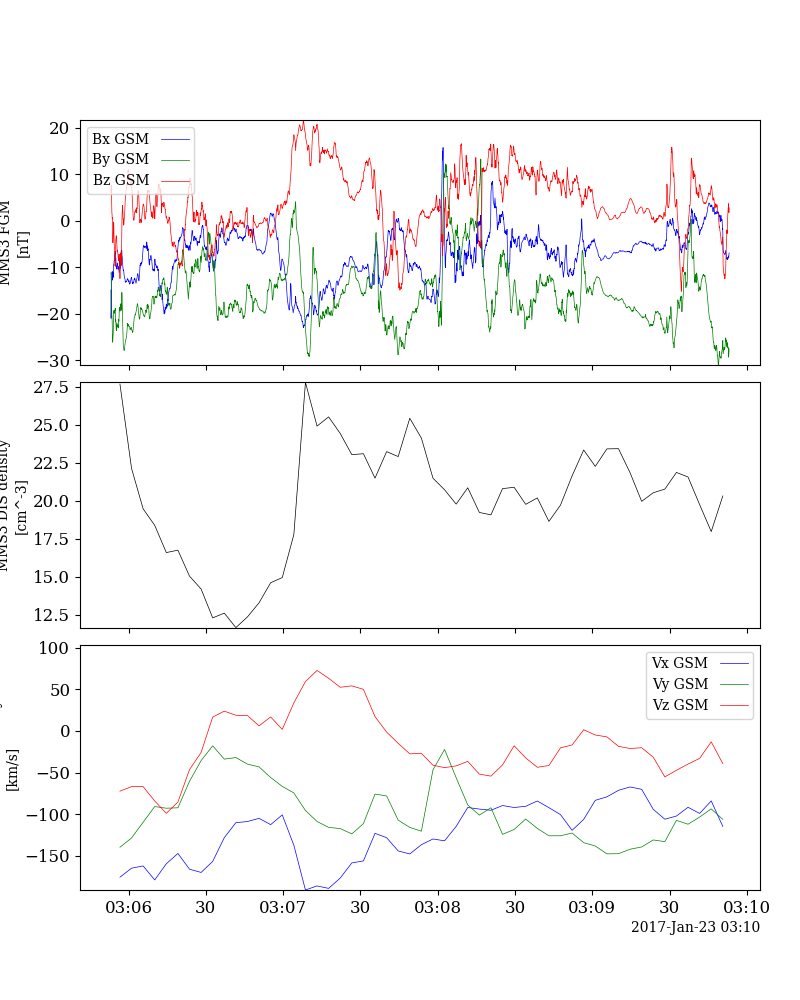 20
10
0
−10
−20
−30
MMS3 FGM
[nT]
Bx GSM
By GSM
Bz GSM
27.5
25.0
22.5
20.0
17.5
15.0
12.5
MMS3 DIS density
[cm^-3]
100
50
0
−50
−100
−150
[km/s]
Vx GSM
Vy GSM
Vz GSM
03:06 30 03:07 30 03:08 30 03:09 30 03:10
2017-Jan-23 03:10